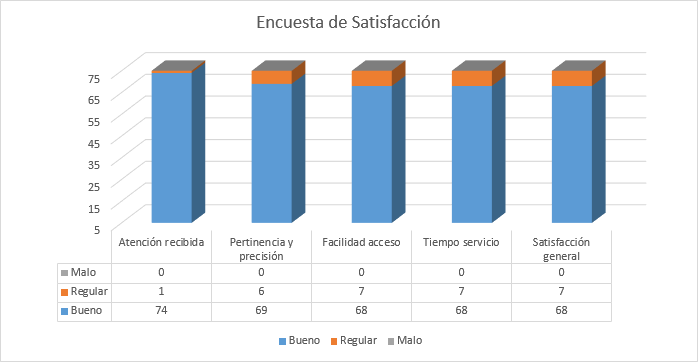 Encuesta de Satisfacción
75
65
55
45
35
25
15
5
Atención recibida Pertinencia y precisión Facilidad acceso Tiempo servicio Satisfacción general
Malo 0 0 0 0 0
Regular 1 6 7 7 7
Bueno 74 69 68 68 68
Bueno Regular Malo